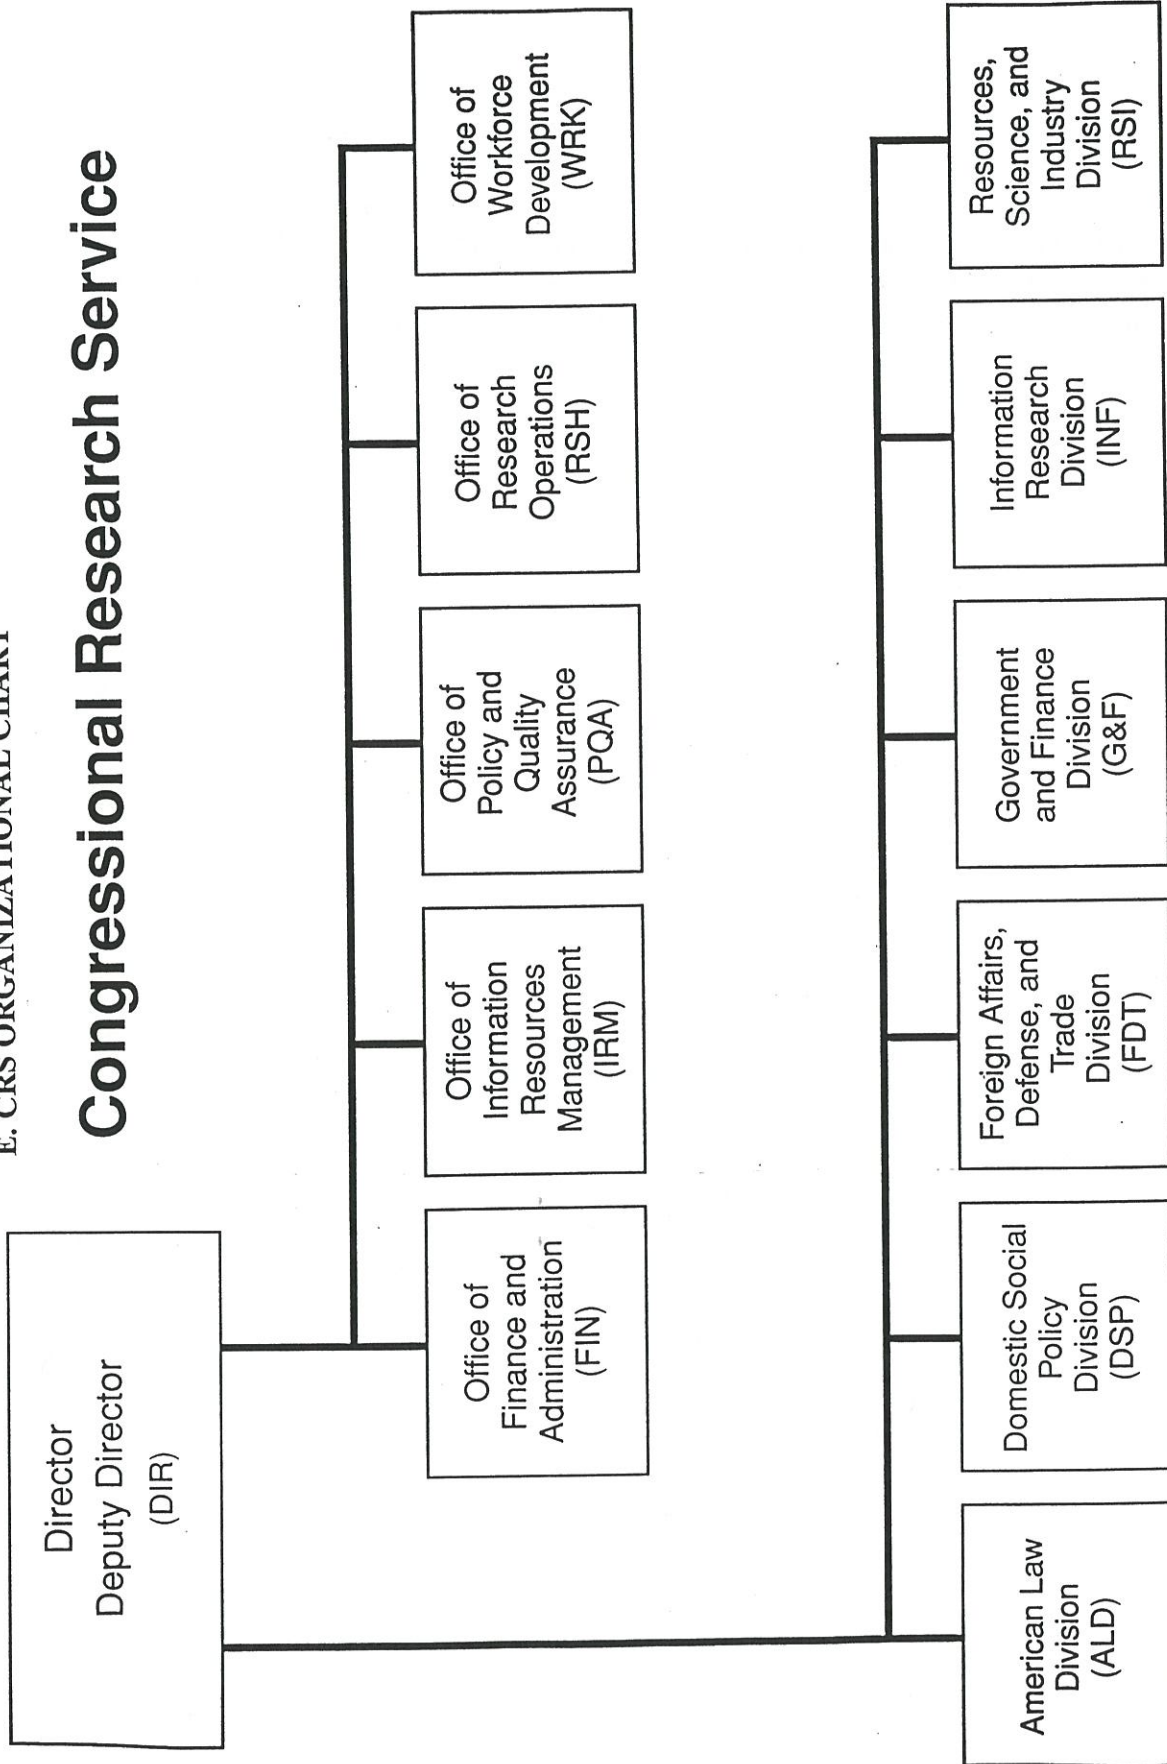 E. CRS ORGANIZATIONAL CHART
Congressional Research Service
Director
Deputy Director
(DIR)
Office of
Finance and
Administration
(FIN)
Office of
Information
Resources
Management
(IRM)
Office of
Policy and
Quality
Assurance
(PQA)
Office of
Research
Operations
(RSH)
Office of
Workforce
Development
(WRK)
American Law
Division
(ALD)
Domestic Social
Policy
Division
(DSP)
Foreign Affairs,
Defense, and
Trade
Division
(FDT)
Government
and Finance
Division
(G&F)
Information
Research
Division
(INF)
Resources,
Science, and
Industry
Division
(RSI)